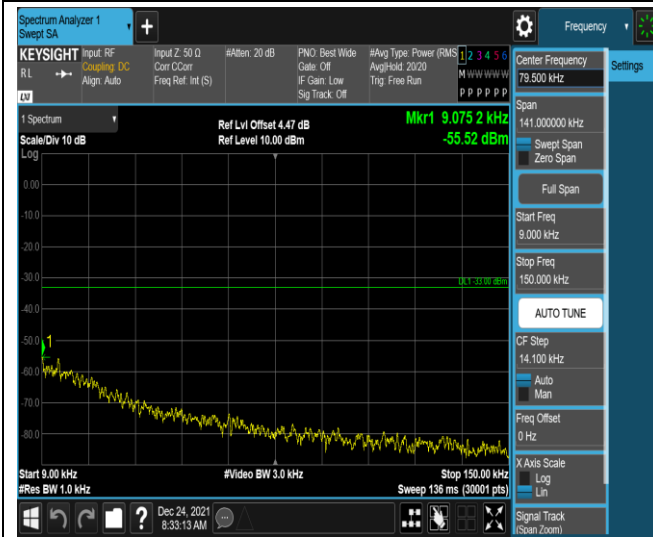 Spectrum Analyzer 1
Swept SA
Frequency
KEYSIGHT
RL
LXI
Input: RF
Coupling: DC
Align: Auto
Input Z: 50 Ω
Corr CCorr
Freq Ref: Int (S)
#Atten: 20 dB
PNO: Best Wide
Gate: Off
IF Gain: Low
Sig Track: Off
#Avg Type: Power (RMS
Avg|Hold: 20/20
Trig: Free Run
1 2 3 4 5 6
M W W W W W
P P P P P P
1 Spectrum
Scale/Div 10 dB
Ref Lvl Offset 4.47 dB
Ref Level 10.00 dBm
Mkr1 9.075 2 kHz
-55.52 dBm
Log
0.00
-10.0
-20.0
-30.0
DL1 -33.00 dBm
-40.0
-50.0
1
-60.0
-70.0
-80.0
Start 9.00 kHz
#Res BW 1.0 kHz
#Video BW 3.0 kHz
Stop 150.00 kHz
Sweep 136 ms (30001 pts)
?
Dec 24, 2021
8:33:13 AM
Center Frequency
79.500 kHz
Settings
Span
141.000000 kHz
Swept Span
Zero Span
Full Span
Start Freq
9.000 kHz
Stop Freq
150.000 kHz
AUTO TUNE
CF Step
14.100 kHz
Auto
Man
Freq Offset
0 Hz
X Axis Scale
Log
Lin
Signal Track
(Span Zoom)